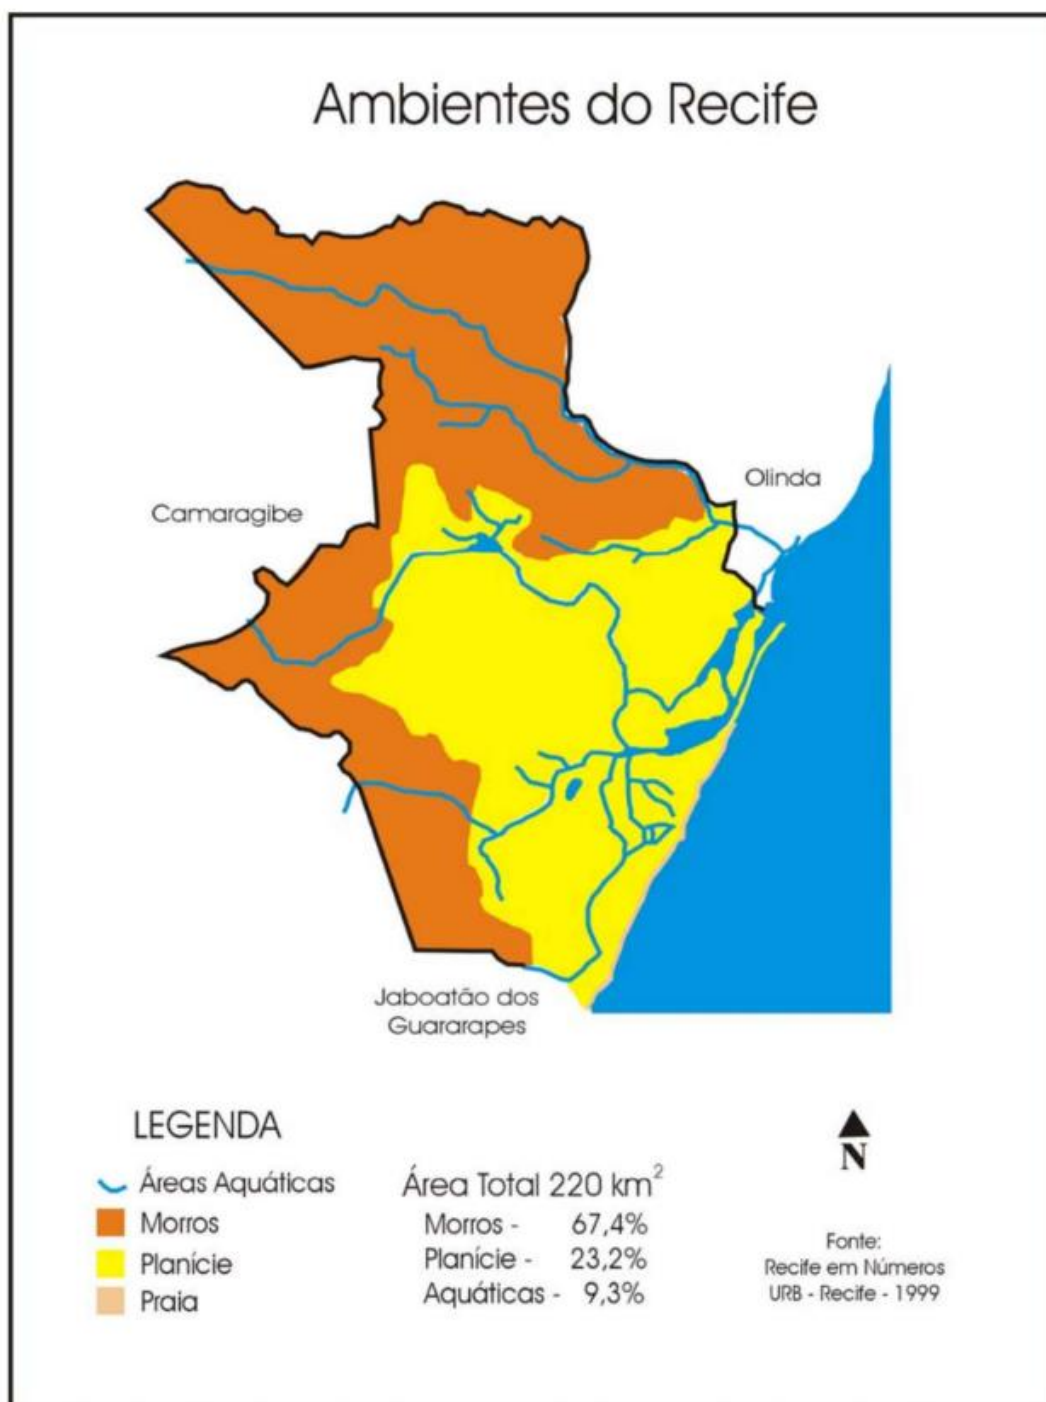 Ambientes do Recife
Olinda
Camaragibe
Jaboatão dos
Guararapes
LEGENDA
Áreas Aquáticas
Morros
Planície
Praia
Área Total 220 km²
Morros - 67,4%
Planície - 23,2%
Aquáticas - 9,3%
N
Fonte:
Recife em Números
URB - Recife - 1999